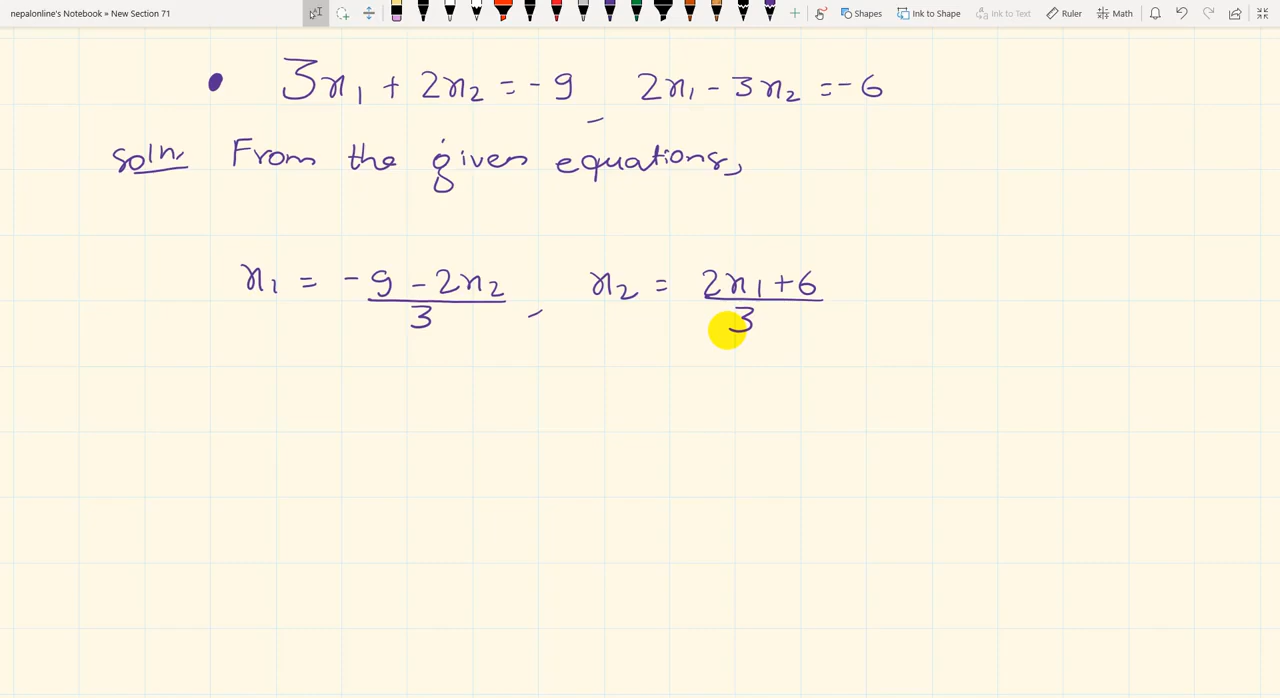 nepalonline's Notebook » New Section 71
Shapes Ink to Shape Ink to Text Ruler Math
• 3x₁ + 2x₂ = -9, 2x₁ - 3x₂ = -6
Soln. From the given equations,
x₁ = (-9 - 2x₂)/3, x₂ = (2x₁ + 6)/3